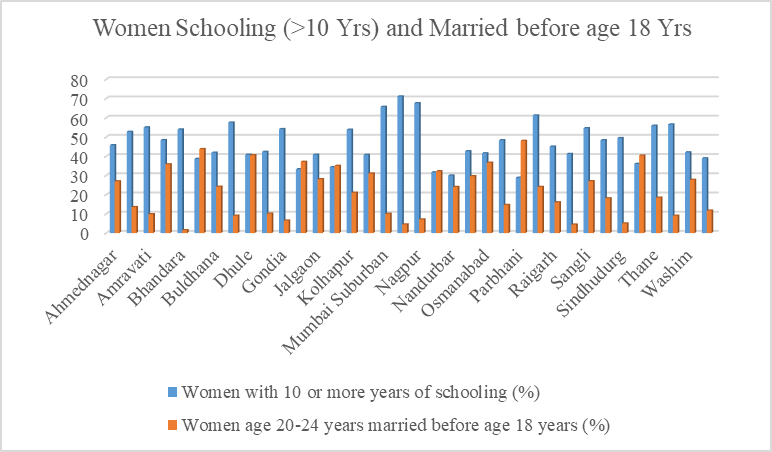 Women Schooling (>10 Yrs) and Married before age 18 Yrs
80
70
60
50
40
30
20
10
0
Ahmednagar
Amravati
Bhandara
Buldhana
Dhule
Gondia
Jalgaon
Kolhapur
Mumbai Suburban
Nagpur
Nandurbar
Osmanabad
Parbhani
Raigarh
Sangli
Sindhudurg
Thane
Washim
Women with 10 or more years of schooling (%)
Women age 20-24 years married before age 18 years (%)